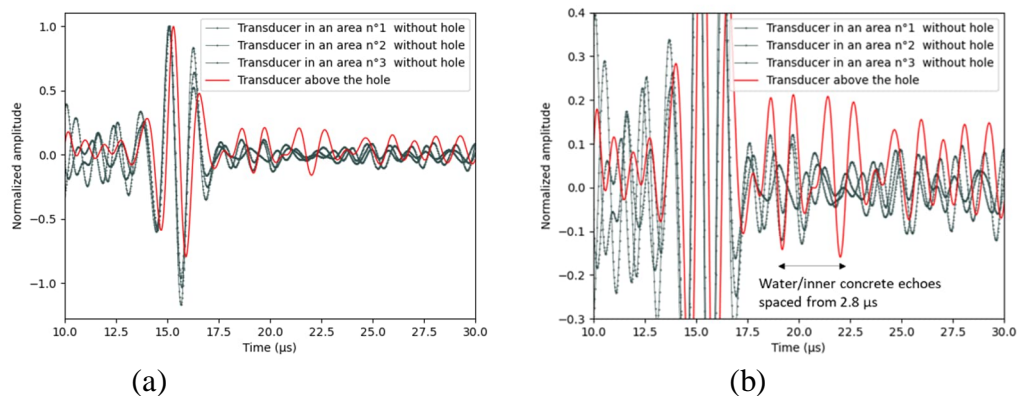 Transducer in an area n°1 without hole
Transducer in an area n°2 without hole
Transducer in an area n°3 without hole
Transducer above the hole
1.0
0.5
0.0
−0.5
−1.0
Normalized amplitude
10.0 12.5 15.0 17.5 20.0 22.5 25.0 27.5 30.0
Time (µs)
(a)
Transducer in an area n°1 without hole
Transducer in an area n°2 without hole
Transducer in an area n°3 without hole
Transducer above the hole
0.4
0.3
0.2
0.1
0.0
−0.1
−0.2
−0.3
Normalized amplitude
Water/inner concrete echoes
spaced from 2.8 µs
10.0 12.5 15.0 17.5 20.0 22.5 25.0 27.5 30.0
Time (µs)
(b)